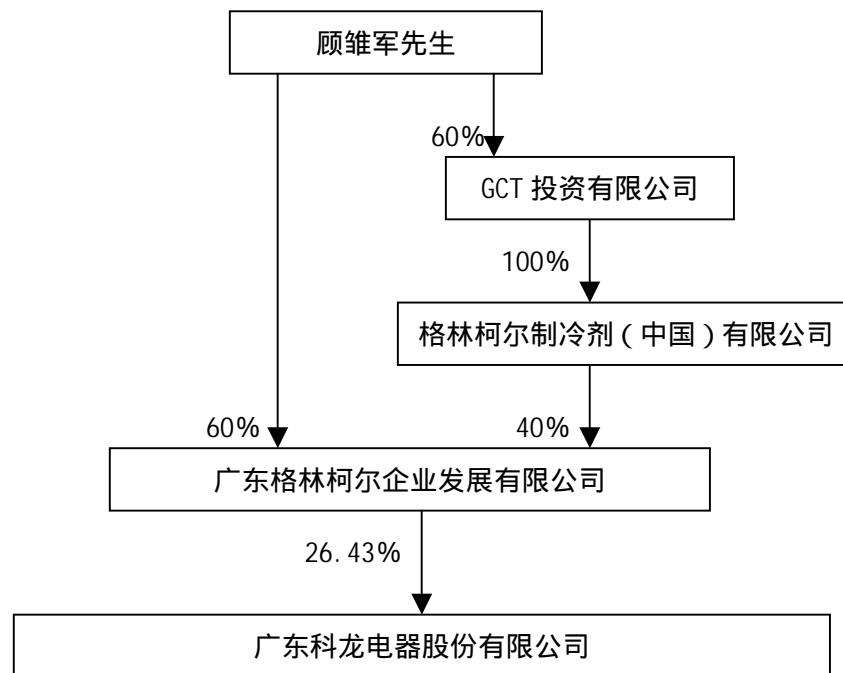 顾雏军先生
60%
GCT 投资有限公司
100%
格林柯尔制冷剂(中国)有限公司
60%
40%
广东格林柯尔企业发展有限公司
26.43%
广东科龙电器股份有限公司